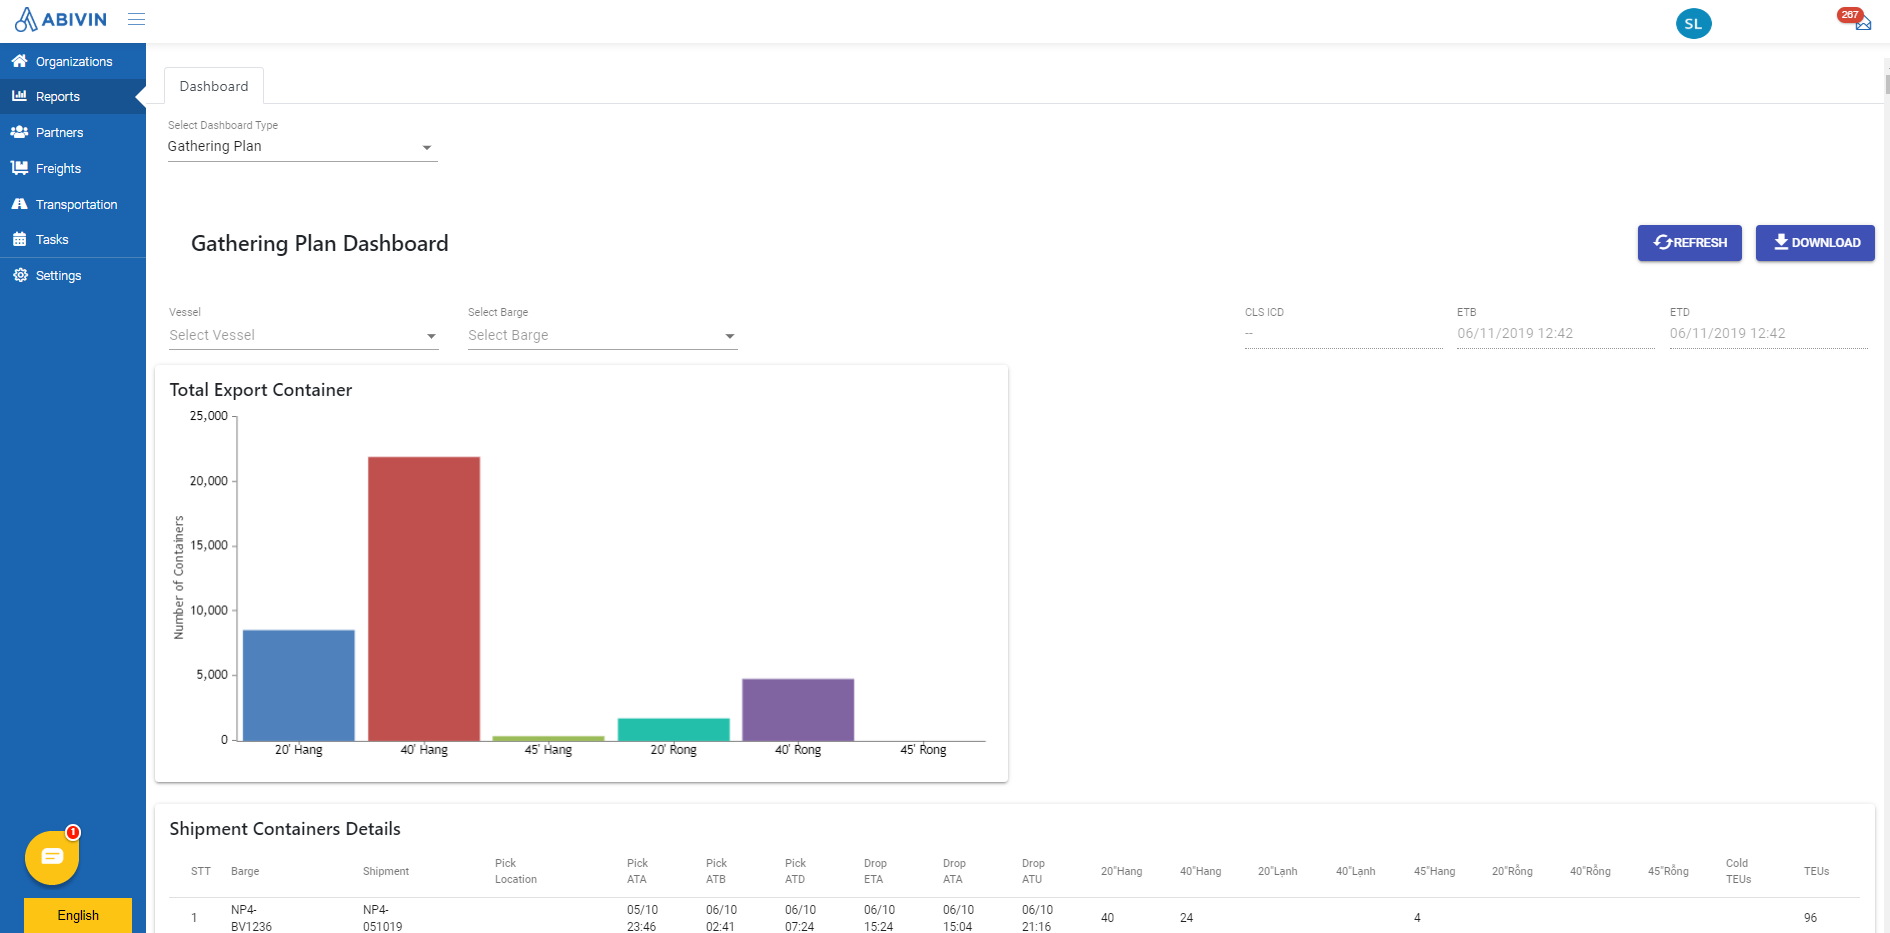 ABIVIN
SL
267
Organizations
Reports
Partners
Freights
Transportation
Tasks
Settings
Dashboard
Select Dashboard Type
Gathering Plan
Gathering Plan Dashboard
REFRESH
DOWNLOAD
Vessel
Select Vessel
Select Barge
Select Barge
CLS ICD
--
ETB
06/11/2019 12:42
ETD
06/11/2019 12:42
Total Export Container
25,000
20,000
15,000
10,000
5,000
0
Number of Containers
20' Hang
40' Hang
45' Hang
20' Rong
40' Rong
45' Rong
Shipment Containers Details
STT
Barge
Shipment
Pick
Location
Pick
ATA
Pick
ATB
Pick
ATD
Drop
ETA
Drop
ATA
Drop
ATU
20"Hang
40"Hang
20"Lạnh
40"Lạnh
45"Hang
20"Rỗng
40"Rỗng
45"Rỗng
Cold
TEUs
TEUs
1
NP4-
BV1236
NP4-
051019
05/10
23:46
06/10
02:41
06/10
07:24
06/10
15:24
06/10
15:04
06/10
21:16
40
24
4
96
1
English